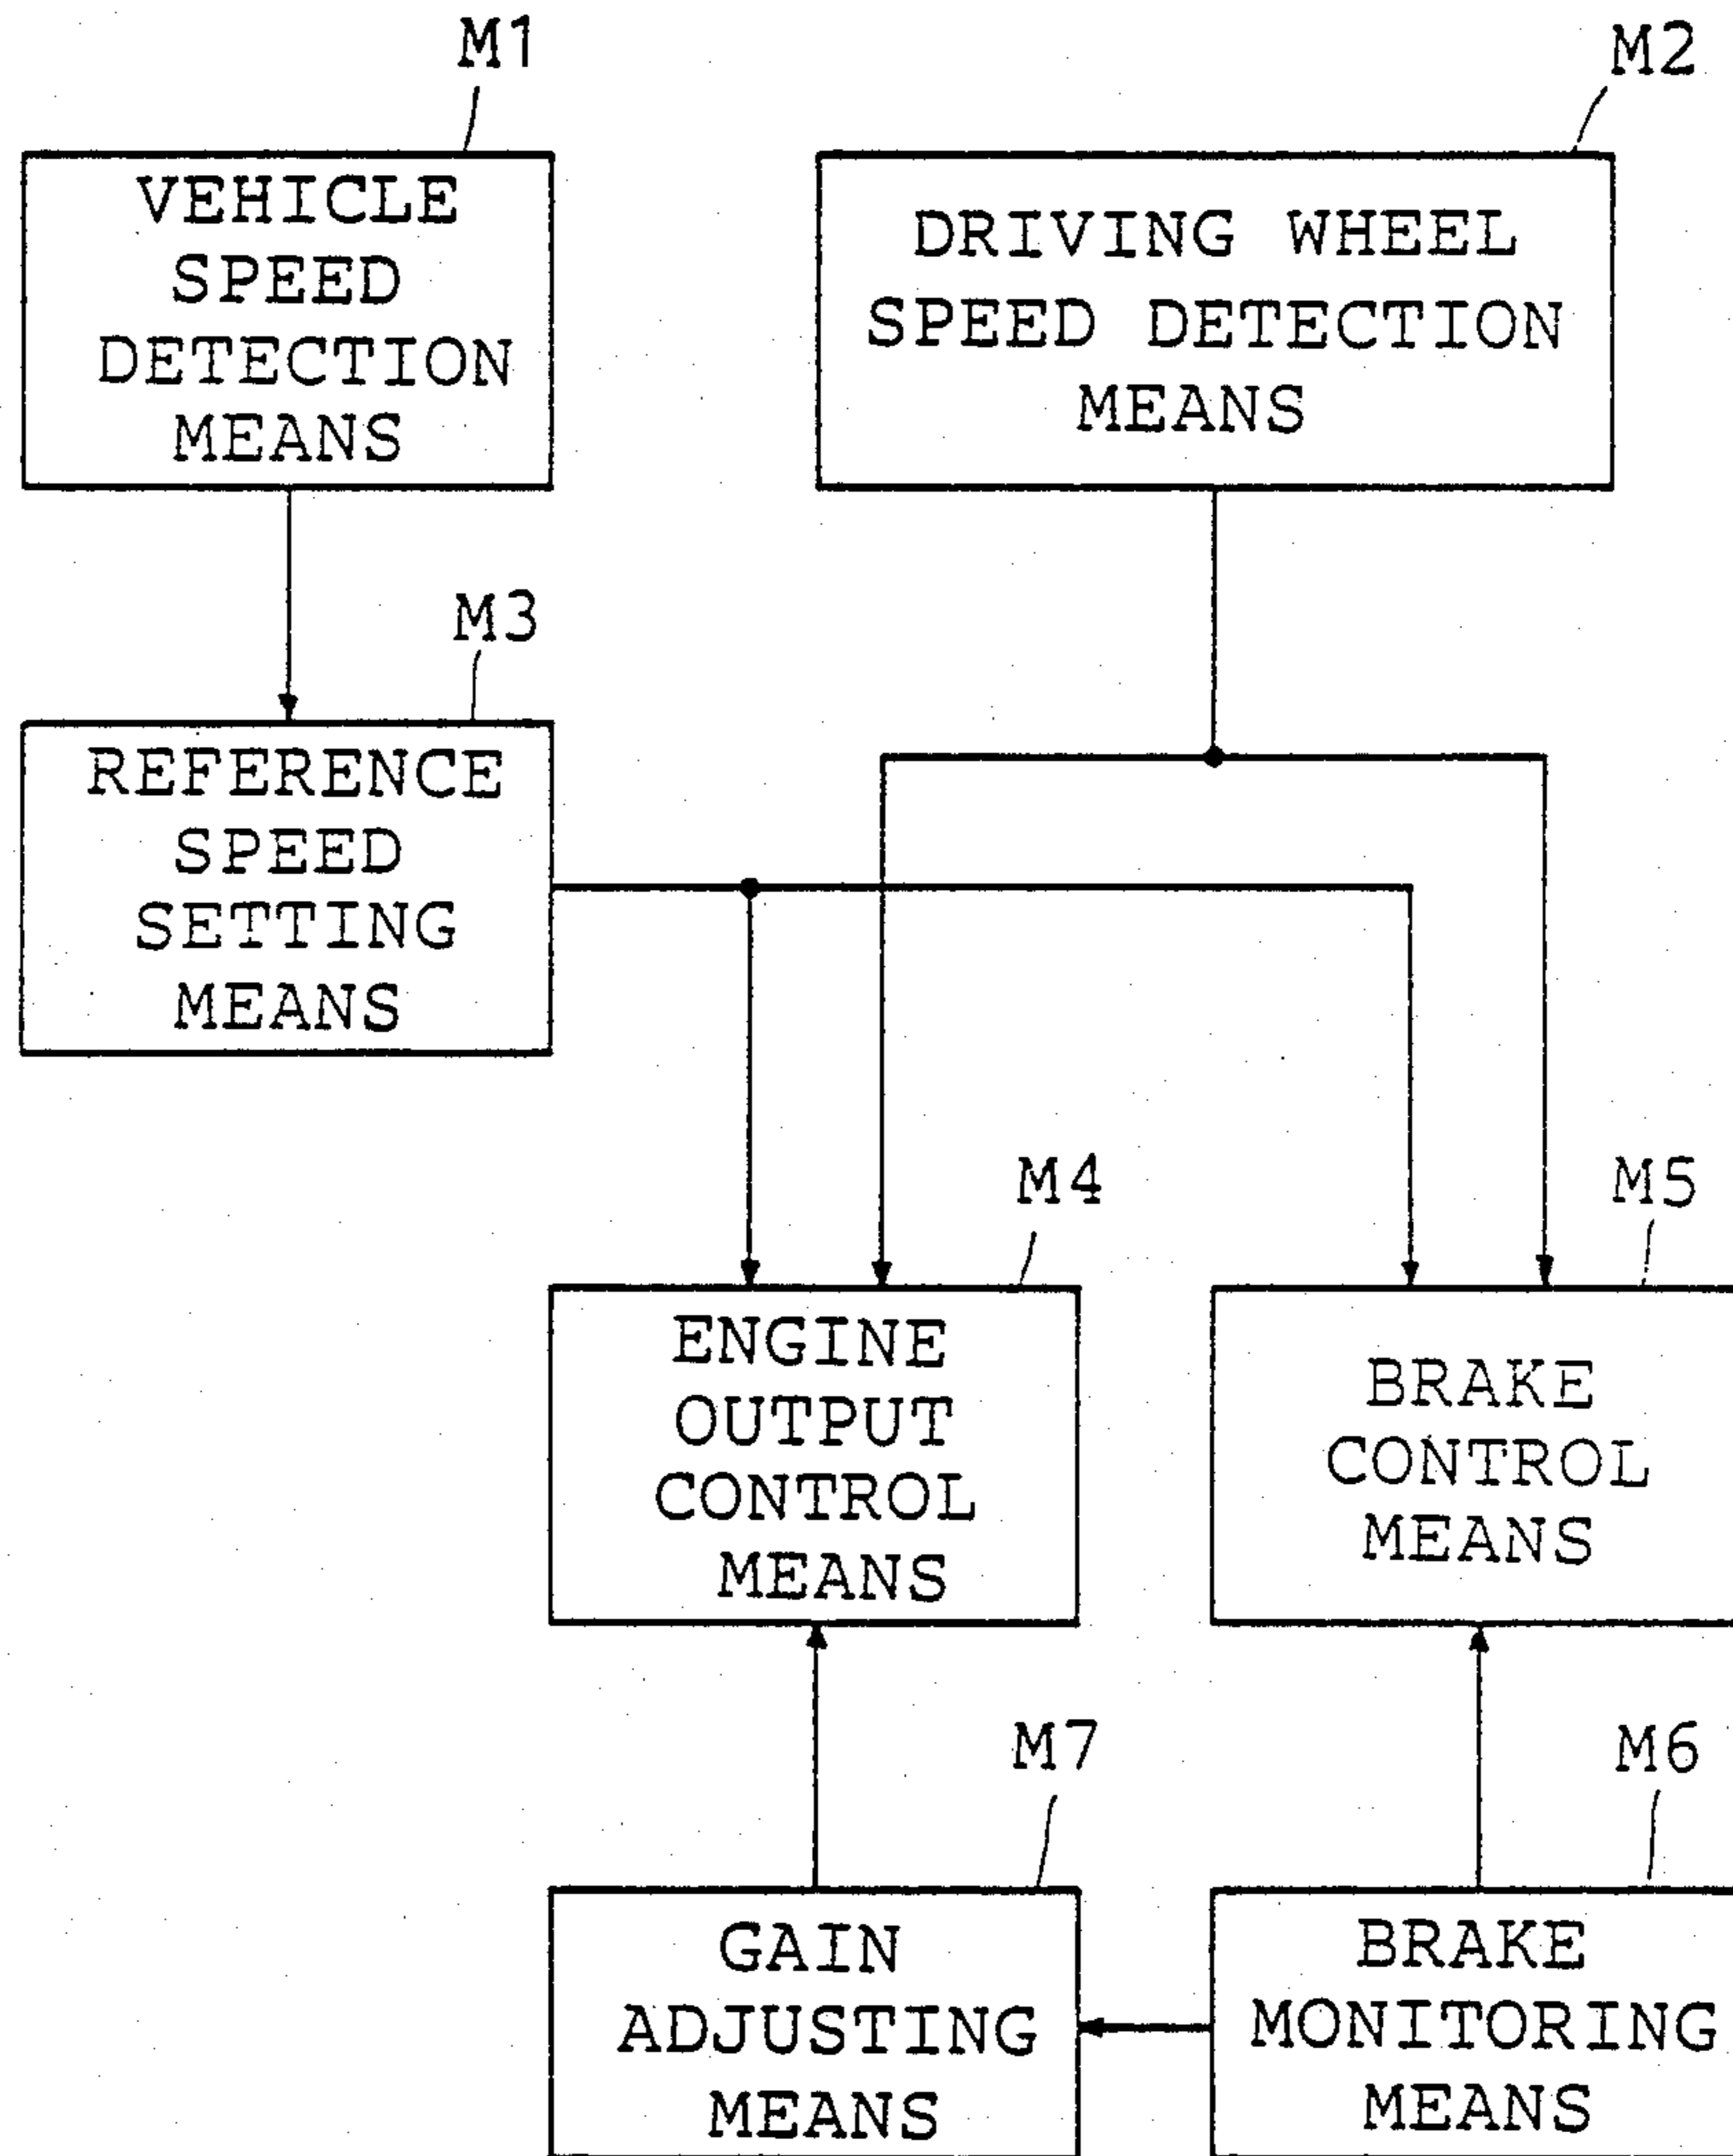 M1
VEHICLE
SPEED
DETECTION
MEANS
M2
DRIVING WHEEL
SPEED DETECTION
MEANS
M3
REFERENCE
SPEED
SETTING
MEANS
M4
ENGINE
OUTPUT
CONTROL
MEANS
M5
BRAKE
CONTROL
MEANS
M7
GAIN
ADJUSTING
MEANS
M6
BRAKE
MONITORING
MEANS